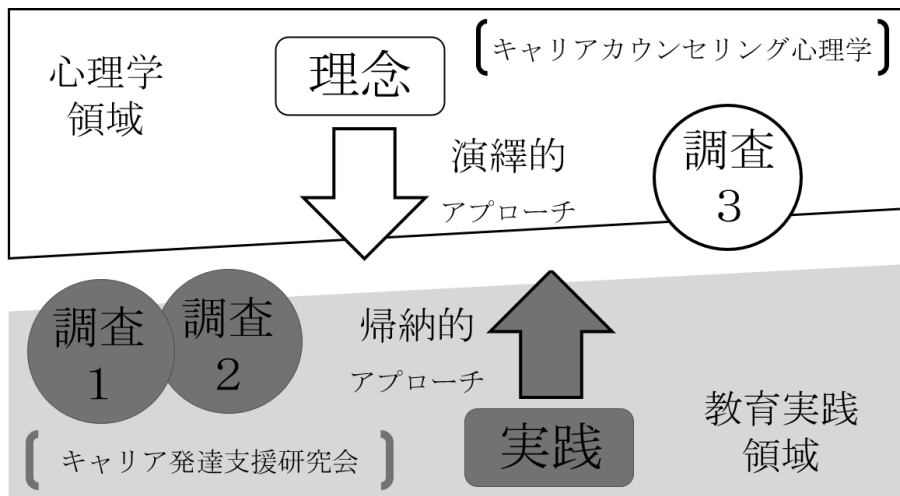 心理学
領域
理念
キャリアカウンセリング心理学
演繹的
アプローチ
調査
3
調査
1
調査
2
帰納的
アプローチ
キャリア発達支援研究会
実践
教育実践
領域